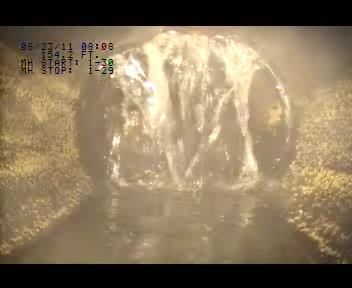 08/23/11 08:08
154.2 FT.
MH START: 1-30
MH STOP: 1-29